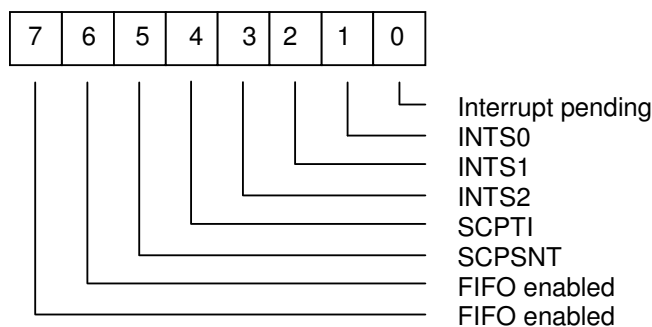 7 6 5 4 3 2 1 0
Interrupt pending
INTS0
INTS1
INTS2
SCPTI
SCPSNT
FIFO enabled
FIFO enabled